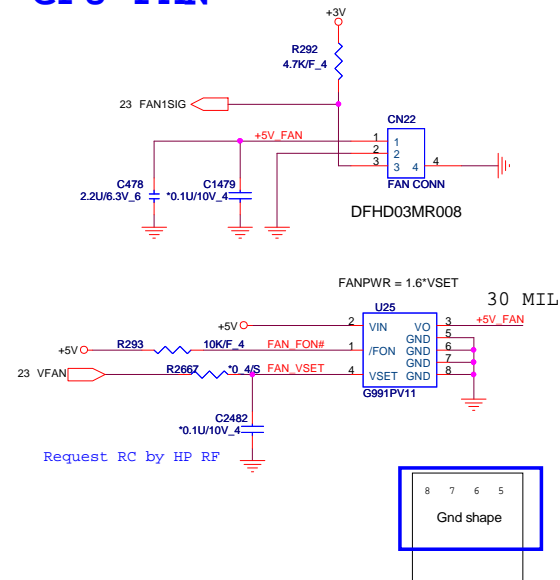 +3V
R292
4.7K/F_4
23 FAN1SIG
CN22
+5V_FAN
1 1
2 2
3 3 4 4
FAN CONN
C478
2.2U/6.3V_6
C1479
*0.1U/10V_4
DFHD03MR008
FANPWR = 1.6*VSET
U25
30 MIL
+5V 2 VIN VO 3 +5V_FAN
GND 5
+5V R293 10K/F_4 FAN_FON# 1 /FON GND 6
GND 7
23 VFAN R2667 *0_4/S FAN_VSET 4 VSET GND 8
G991PV11
C2482
*0.1U/10V_4
Request RC by HP RF
8 7 6 5
Gnd shape